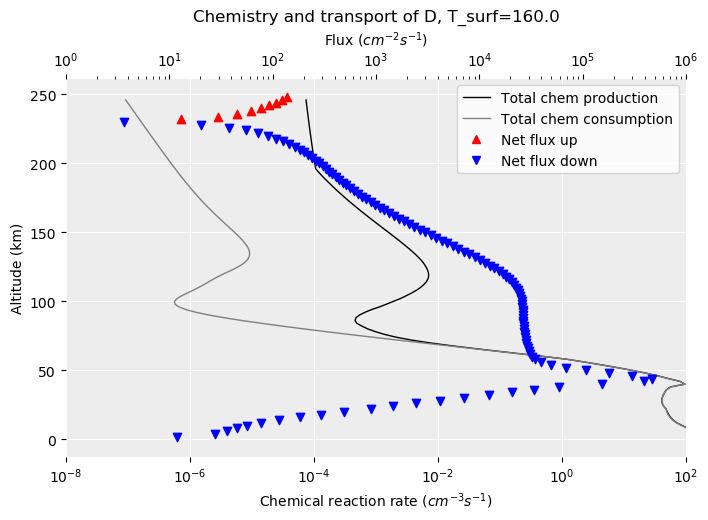 Chemistry and transport of D, T_surf=160.0
Flux (cm⁻²s⁻¹)
10⁰ 10¹ 10² 10³ 10⁴ 10⁵ 10⁶
Total chem production
Total chem consumption
Net flux up
Net flux down
Altitude (km)
250
200
150
100
50
0
10⁻⁸ 10⁻⁶ 10⁻⁴ 10⁻² 10⁰ 10²
Chemical reaction rate (cm⁻³s⁻¹)